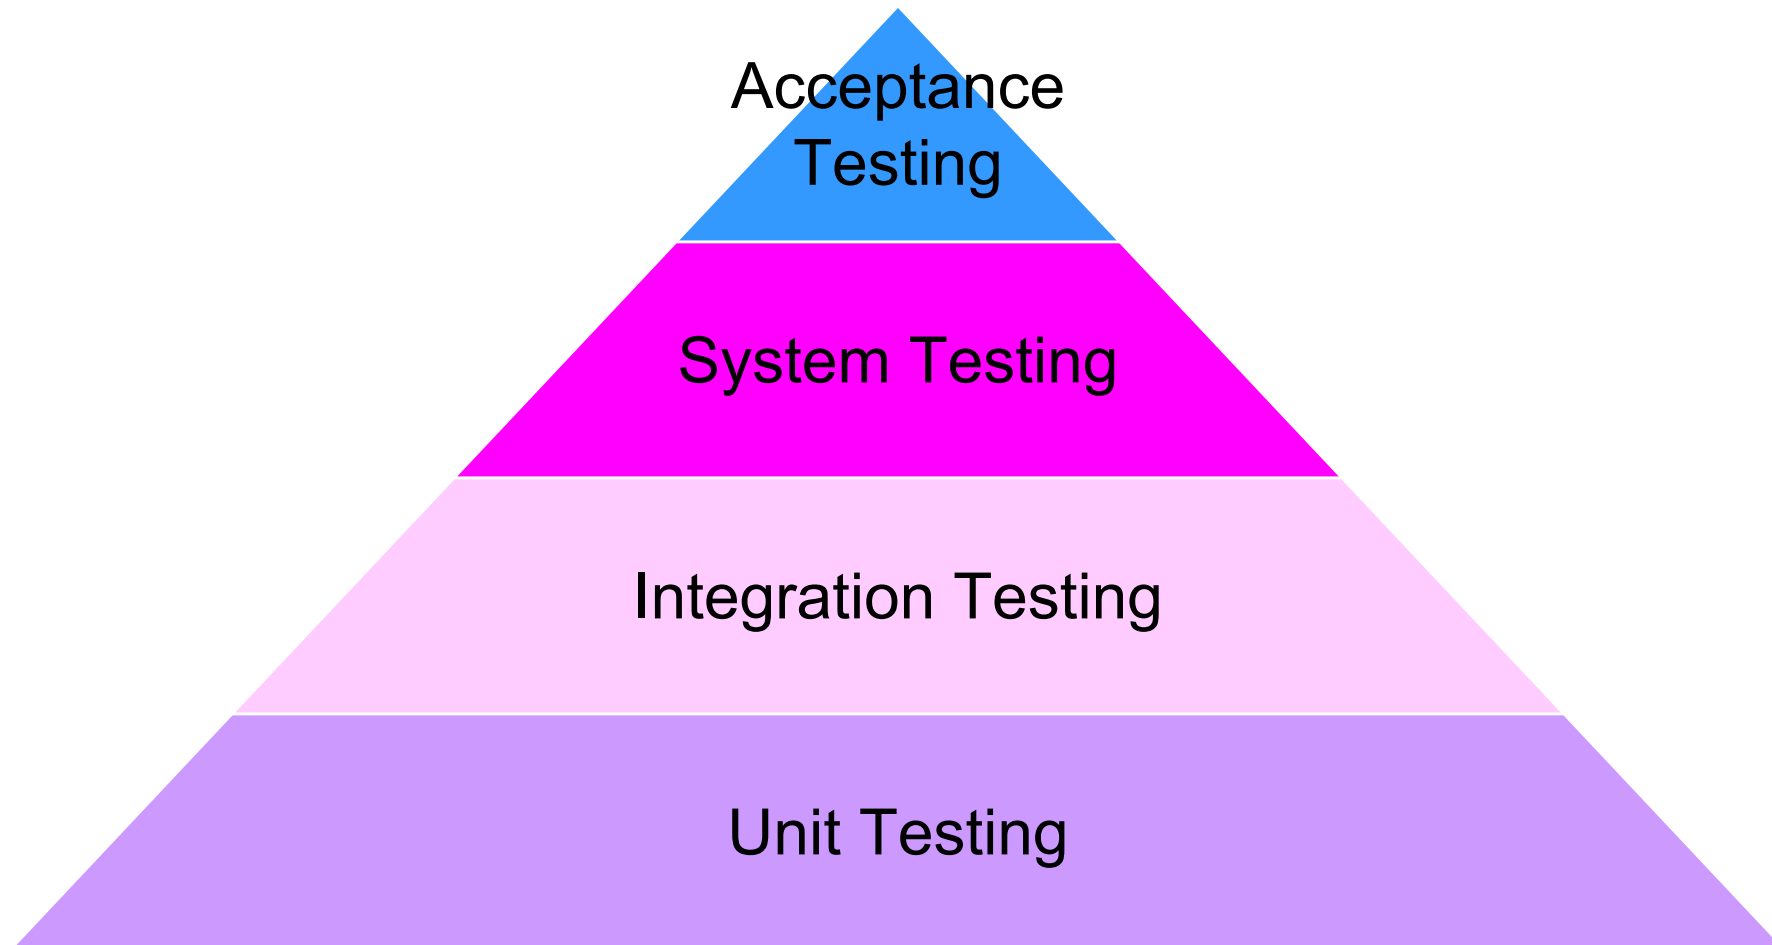 Acceptance
Testing
System Testing
Integration Testing
Unit Testing